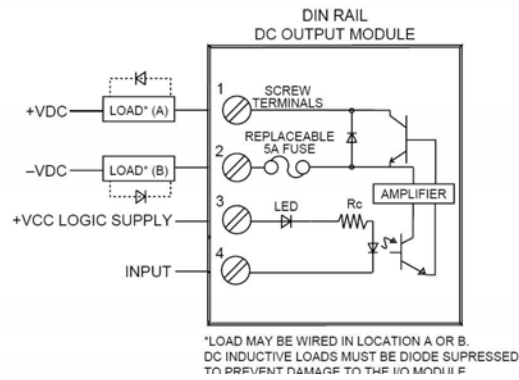 DIN RAIL
DC OUTPUT MODULE
1
SCREW
TERMINALS
+VDC
LOAD* (A)
REPLACEABLE
5A FUSE
2
–VDC
LOAD* (B)
AMPLIFIER
3
LED
Rc
+VCC LOGIC SUPPLY
4
INPUT
*LOAD MAY BE WIRED IN LOCATION A OR B.
DC INDUCTIVE LOADS MUST BE DIODE SUPRESSED
TO PREVENT DAMAGE TO THE I/O MODULE